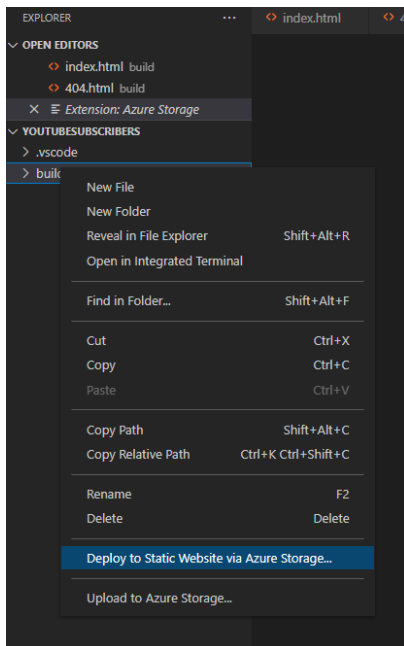 EXPLORER ... index.html
OPEN EDITORS
index.html build
404.html build
Extension: Azure Storage
YOUTUBESUBSCRIBERS
.vscode
New File
New Folder
Reveal in File Explorer Shift+Alt+R
Open in Integrated Terminal
Find in Folder... Shift+Alt+F
Cut Ctrl+X
Copy Ctrl+C
Paste Ctrl+V
Copy Path Shift+Alt+C
Copy Relative Path Ctrl+K Ctrl+Shift+C
Rename F2
Delete Delete
Deploy to Static Website via Azure Storage...
Upload to Azure Storage...